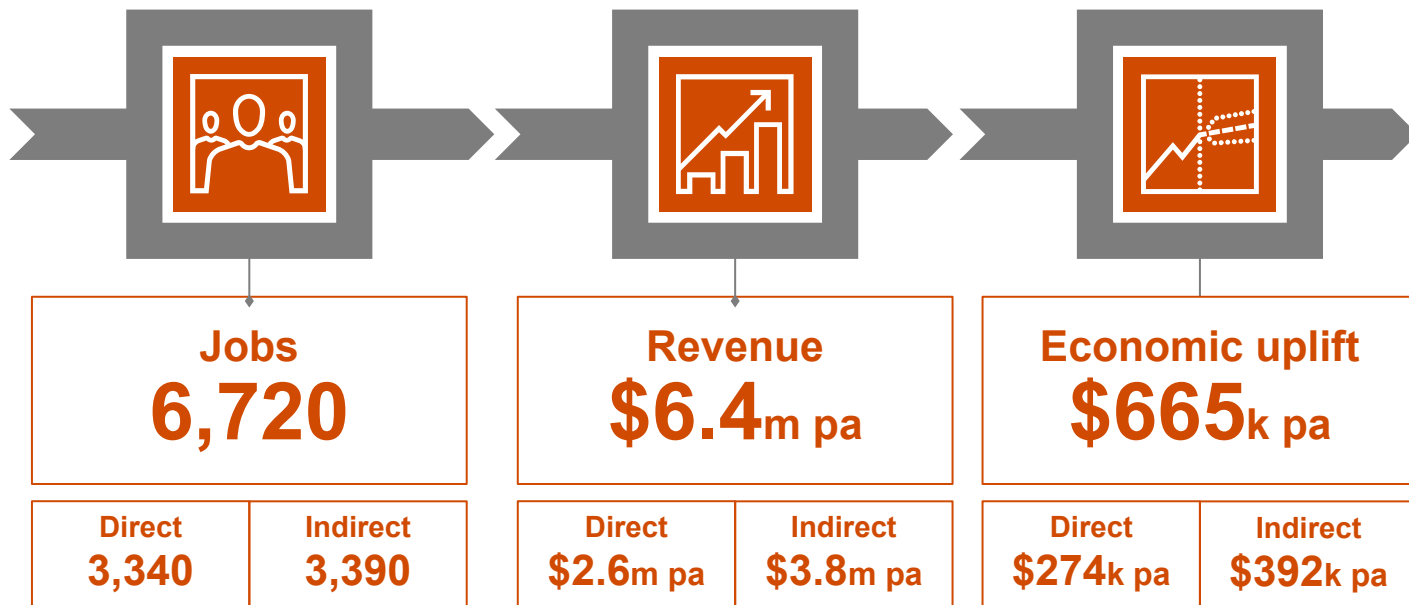 Jobs
6,720
Direct
3,340
Indirect
3,390
Revenue
$6.4m pa
Direct
$2.6m pa
Indirect
$3.8m pa
Economic uplift
$665k pa
Direct
$274k pa
Indirect
$392k pa